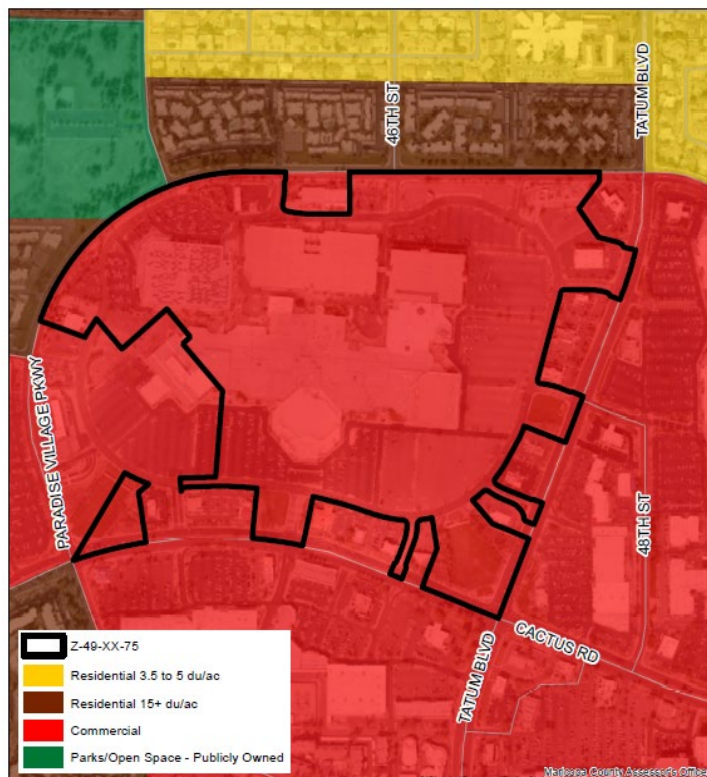 46TH ST
TATUM BLVD
PARADISE VILLAGE PKWY
48TH ST
CACTUS RD
TATUM BLVD
Z-49-XX-75
Residential 3.5 to 5 du/ac
Residential 15+ du/ac
Commercial
Parks/Open Space - Publicly Owned
Maricopa County Assessor's Office